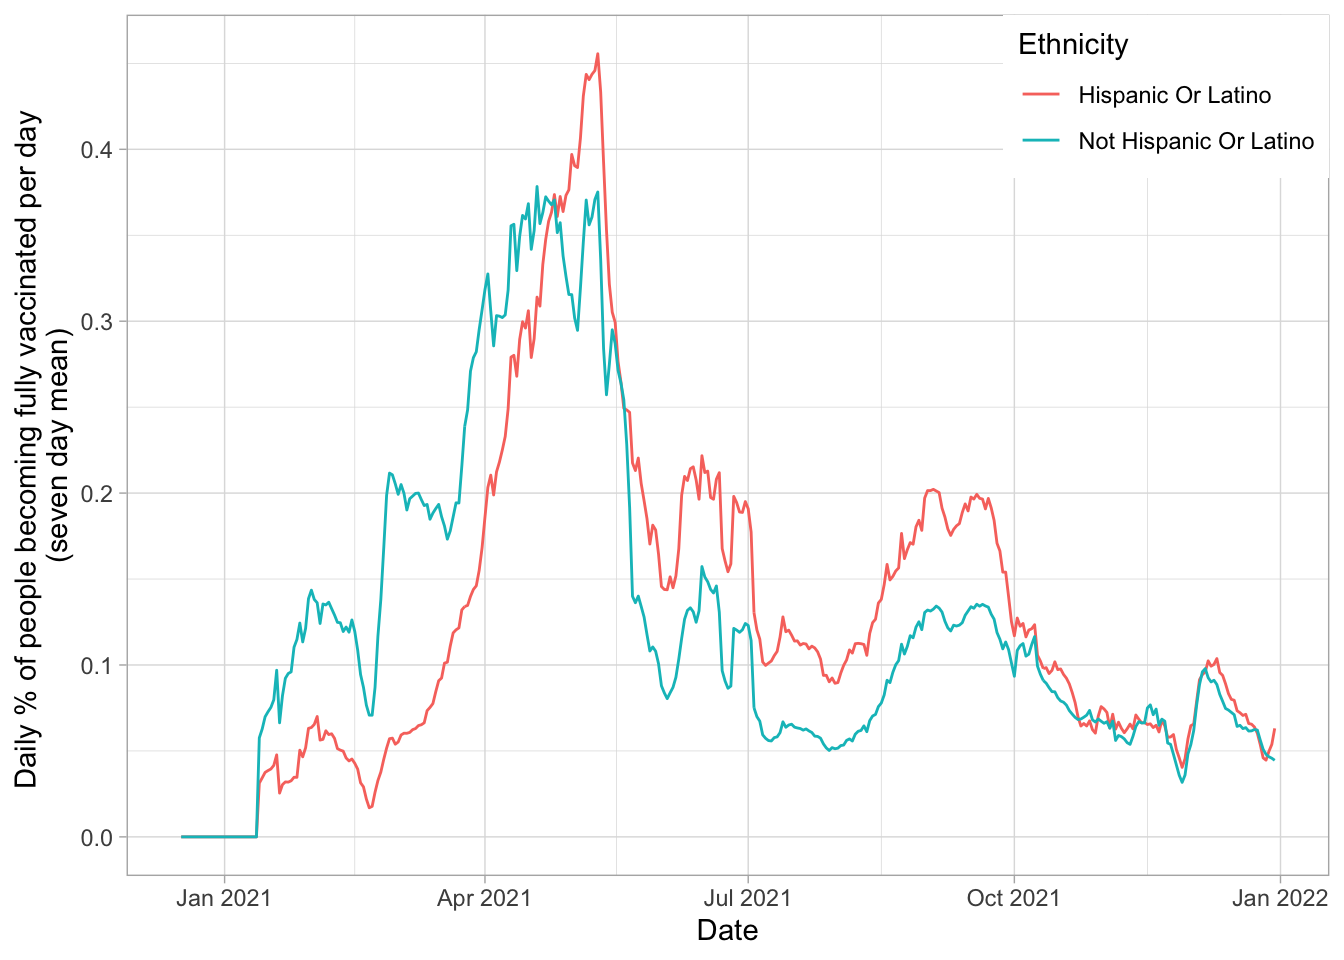 Ethnicity
Hispanic Or Latino
Not Hispanic Or Latino
Daily % of people becoming fully vaccinated per day
(seven day mean)
0.4
0.3
0.2
0.1
0.0
Jan 2021
Apr 2021
Jul 2021
Oct 2021
Jan 2022
Date